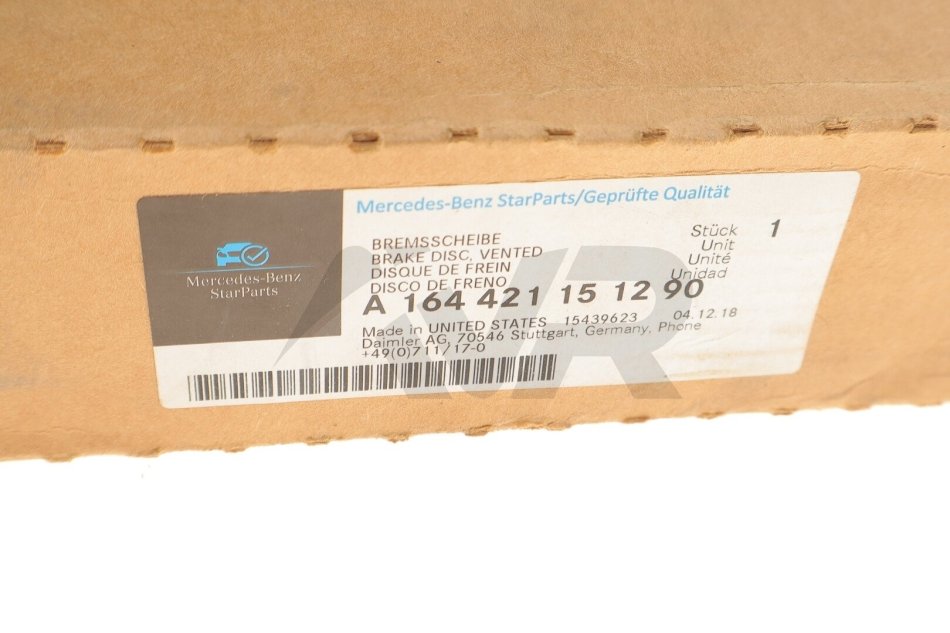 Mercedes-Benz StarParts/Geprüfte Qualität
Mercedes-Benz
StarParts
BREMSSCHEIBE
BRAKE DISC, VENTED
DISQUE DE FREIN
DISCO DE FRENO
Stück 1
Unit
Unité
Unidad
A 164 421 15 12 90
Made in UNITED STATES 15439623 04.12.18
Daimler AG, 70546 Stuttgart, Germany, Phone
+49(0)711/17-0